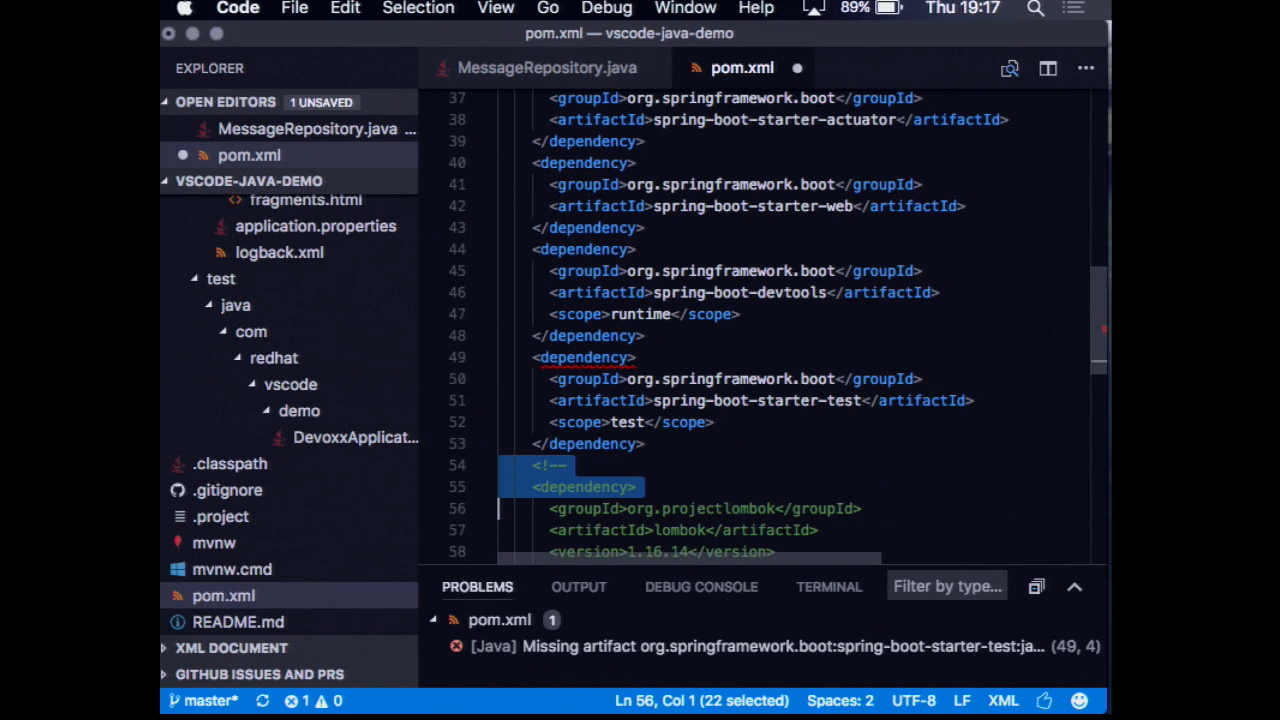 Code File Edit Selection View Go Debug Window Help 89% Thu 19:17
pom.xml — vscode-java-demo
EXPLORER
OPEN EDITORS 1 UNSAVED
MessageRepository.java ...
pom.xml
VSCODE-JAVA-DEMO
fragments.html
application.properties
logback.xml
test
java
com
redhat
vscode
demo
DevoxxApplicat...
.classpath
.gitignore
.project
mvnw
mvnw.cmd
pom.xml
README.md
XML DOCUMENT
GITHUB ISSUES AND PRS
MessageRepository.java pom.xml
37 <groupId>org.springframework.boot</groupId>
38 <artifactId>spring-boot-starter-actuator</artifactId>
39 </dependency>
40 <dependency>
41 <groupId>org.springframework.boot</groupId>
42 <artifactId>spring-boot-starter-web</artifactId>
43 </dependency>
44 <dependency>
45 <groupId>org.springframework.boot</groupId>
46 <artifactId>spring-boot-devtools</artifactId>
47 <scope>runtime</scope>
48 </dependency>
49 <dependency>
50 <groupId>org.springframework.boot</groupId>
51 <artifactId>spring-boot-starter-test</artifactId>
52 <scope>test</scope>
53 </dependency>
54 <!--
55 <dependency>
56 <groupId>org.projectlombok</groupId>
57 <artifactId>lombok</artifactId>
58 <version>1.16.14</version>
PROBLEMS OUTPUT DEBUG CONSOLE TERMINAL Filter by type...
pom.xml 1
[Java] Missing artifact org.springframework.boot:spring-boot-starter-test:ja... (49, 4)
master* 1 0 Ln 56, Col 1 (22 selected) Spaces: 2 UTF-8 LF XML